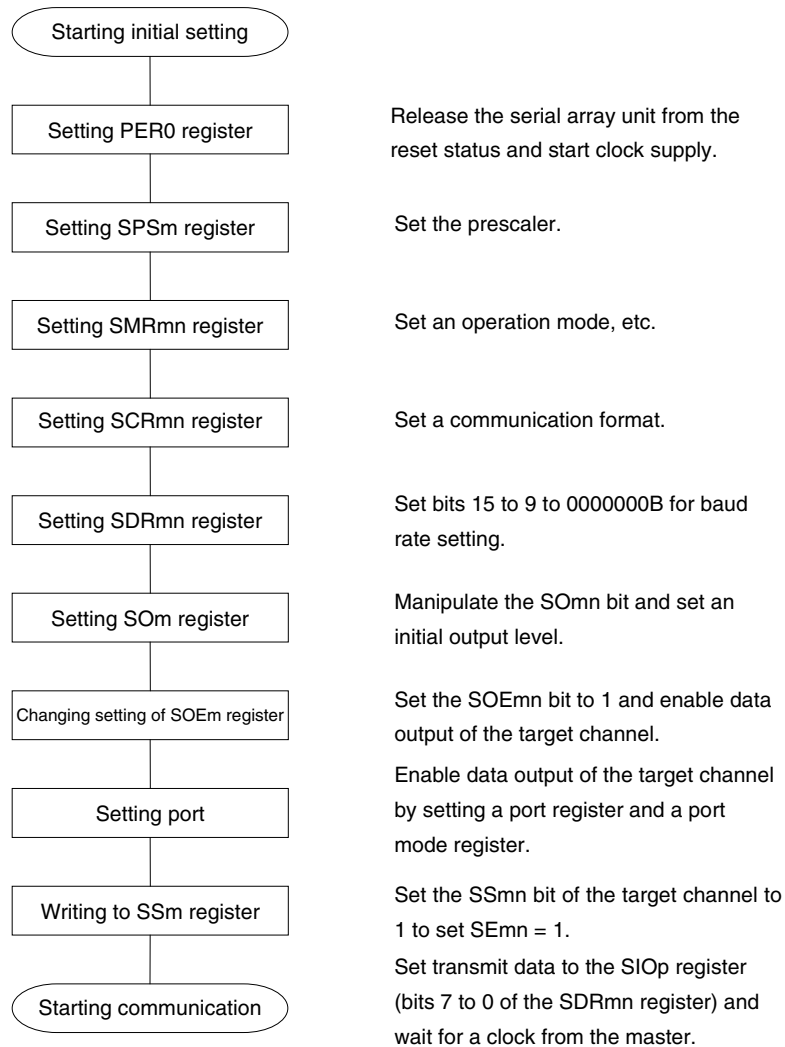 Starting initial setting
Setting PER0 register
Release the serial array unit from the
reset status and start clock supply.
Setting SPSm register
Set the prescaler.
Setting SMRmn register
Set an operation mode, etc.
Setting SCRmn register
Set a communication format.
Setting SDRmn register
Set bits 15 to 9 to 0000000B for baud
rate setting.
Setting SOm register
Manipulate the SOmn bit and set an
initial output level.
Changing setting of SOEm register
Set the SOEmn bit to 1 and enable data
output of the target channel.
Setting port
Enable data output of the target channel
by setting a port register and a port
mode register.
Writing to SSm register
Set the SSmn bit of the target channel to
1 to set SEmn = 1.
Starting communication
Set transmit data to the SIOp register
(bits 7 to 0 of the SDRmn register) and
wait for a clock from the master.